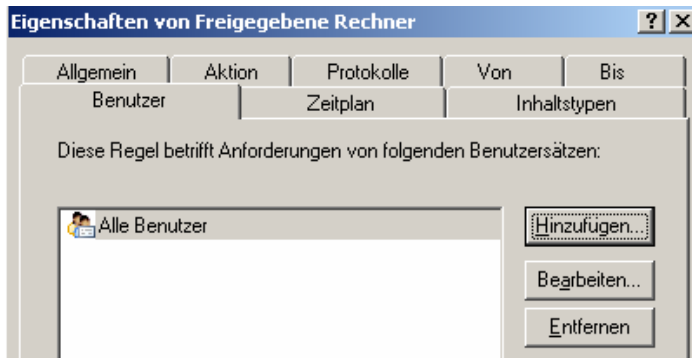 Eigenschaften von Freigegebene Rechner ? X
Allgemein Aktion Protokolle Von Bis
Benutzer Zeitplan Inhaltstypen
Diese Regel betrifft Anforderungen von folgenden Benutzersätzen:
Alle Benutzer
Hinzufügen...
Bearbeiten...
Entfernen